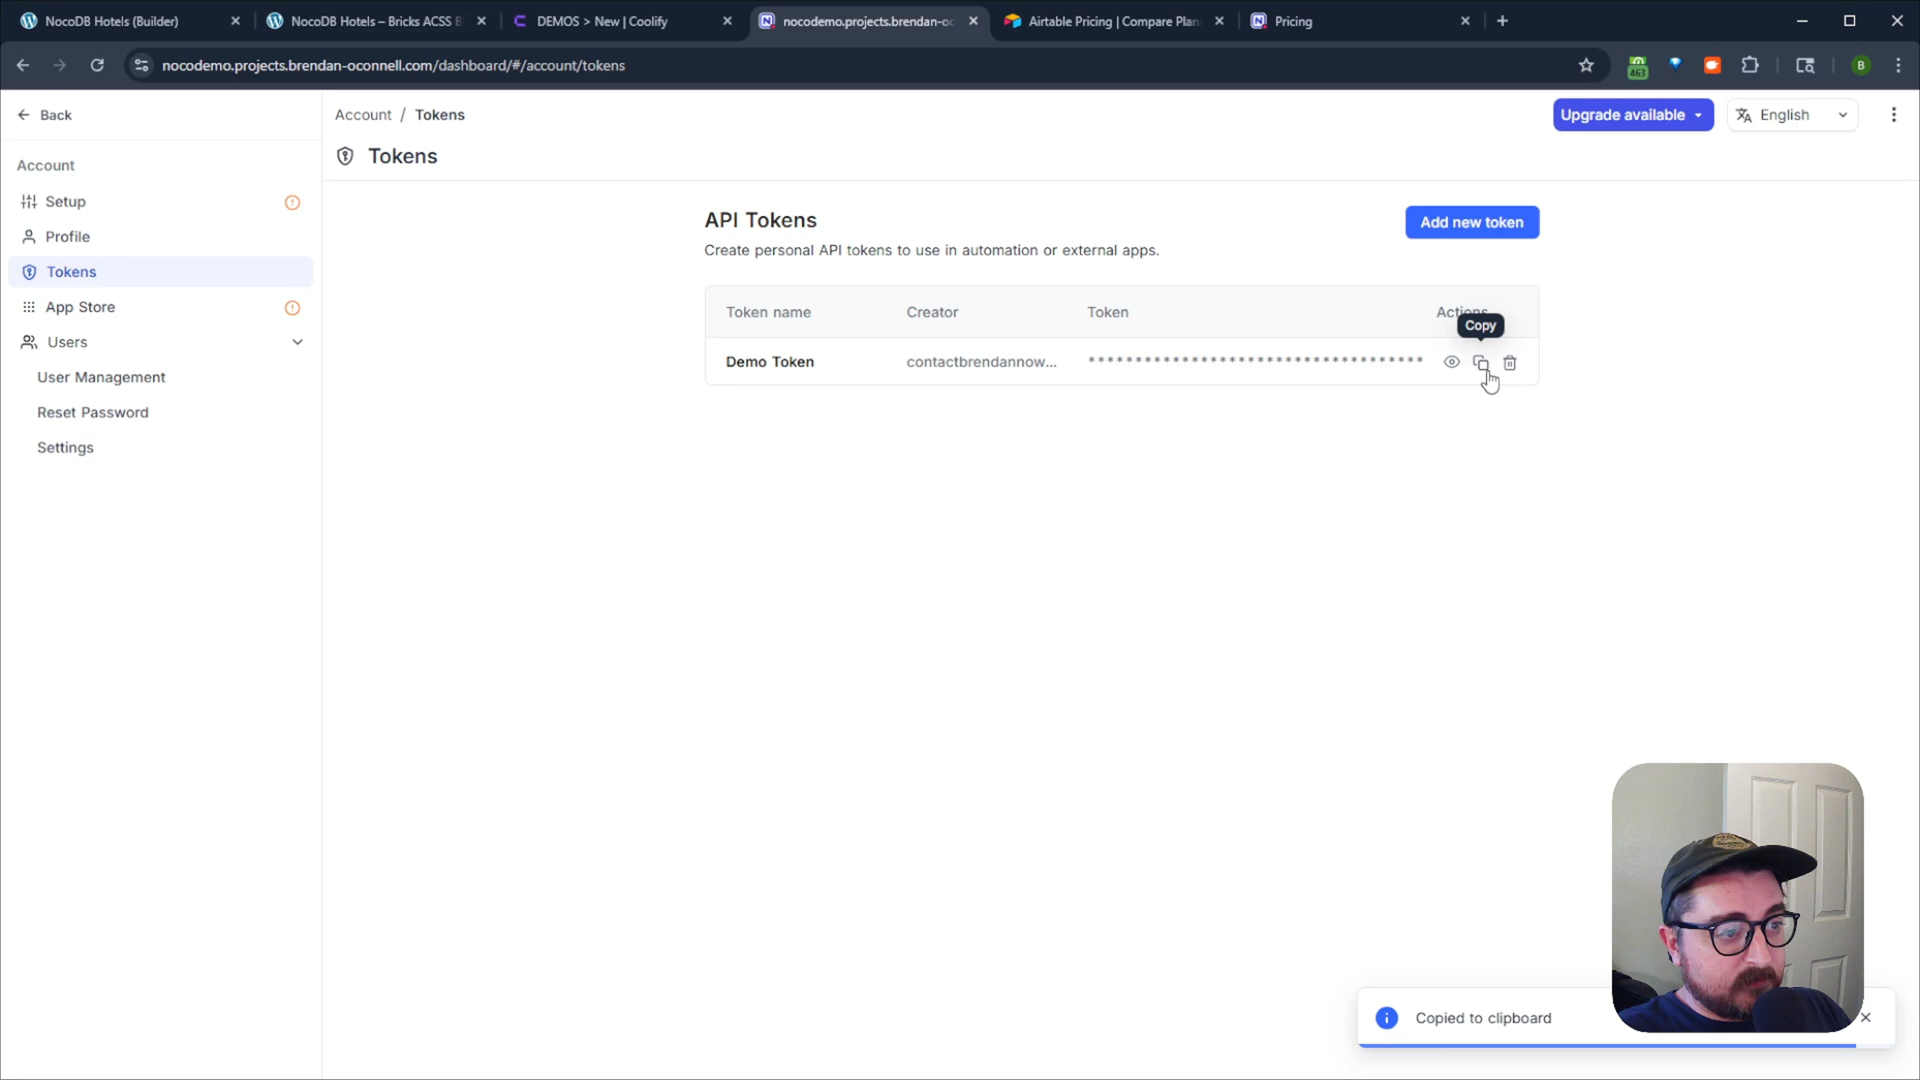 NocoDB Hotels (Builder)
NocoDB Hotels – Bricks ACSS B
DEMOS > New | Coolify
nocodemo.projects.brendan-oc
Airtable Pricing | Compare Plan
Pricing
nocodemo.projects.brendan-oconnell.com/dashboard/#/account/tokens
463
B
Back
Account / Tokens
Upgrade available
English
Account
Tokens
Setup
Profile
Tokens
App Store
Users
User Management
Reset Password
Settings
API Tokens
Add new token
Create personal API tokens to use in automation or external apps.
Token name
Creator
Token
Actions
Copy
Demo Token
contactbrendannow...
************************************
Copied to clipboard